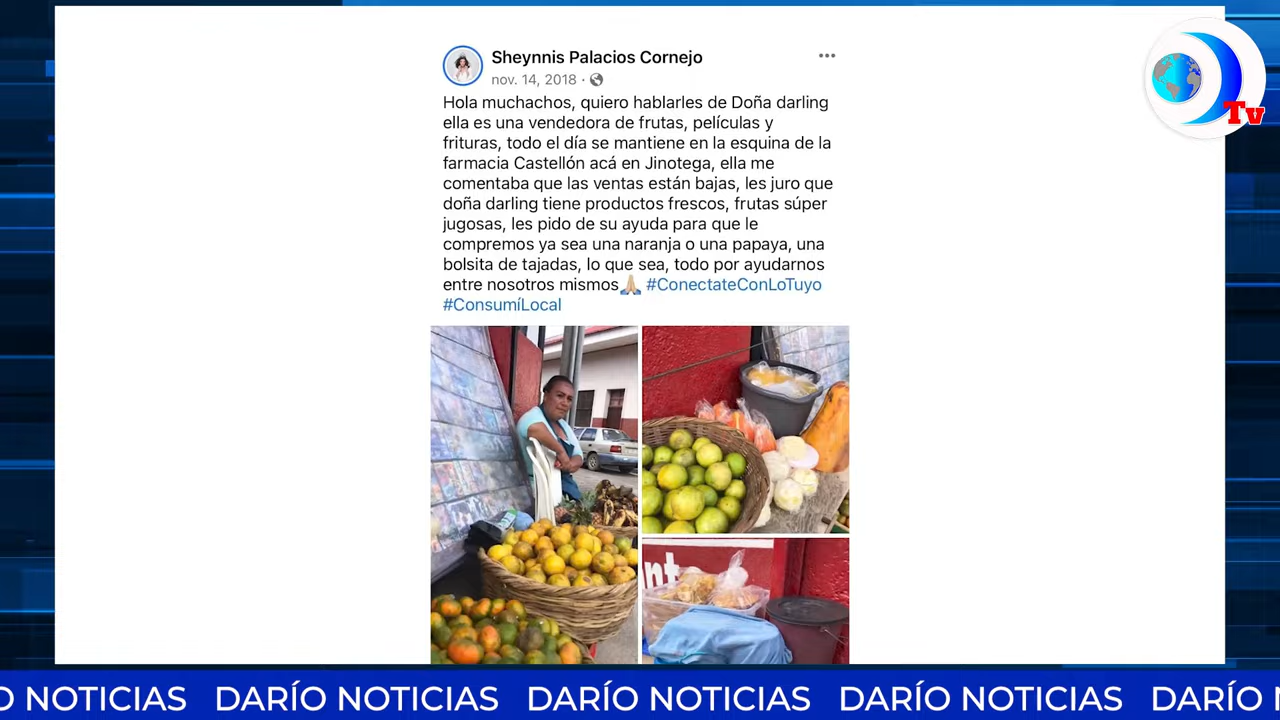 Sheynnis Palacios Cornejo
nov. 14, 2018 ·
Hola muchachos, quiero hablarles de Doña darling
ella es una vendedora de frutas, películas y
frituras, todo el día se mantiene en la esquina de la
farmacia Castellón acá en Jinotega, ella me
comentaba que las ventas están bajas, les juro que
doña darling tiene productos frescos, frutas súper
jugosas, les pido de su ayuda para que le
compremos ya sea una naranja o una papaya, una
bolsita de tajadas, lo que sea, todo por ayudarnos
entre nosotros mismos🙏🏼 #ConectateConLoTuyo
#ConsumíLocal
Tv
nt
O NOTICIAS DARÍO NOTICIAS DARÍO NOTICIAS DARÍO NOTICIAS DARÍO N